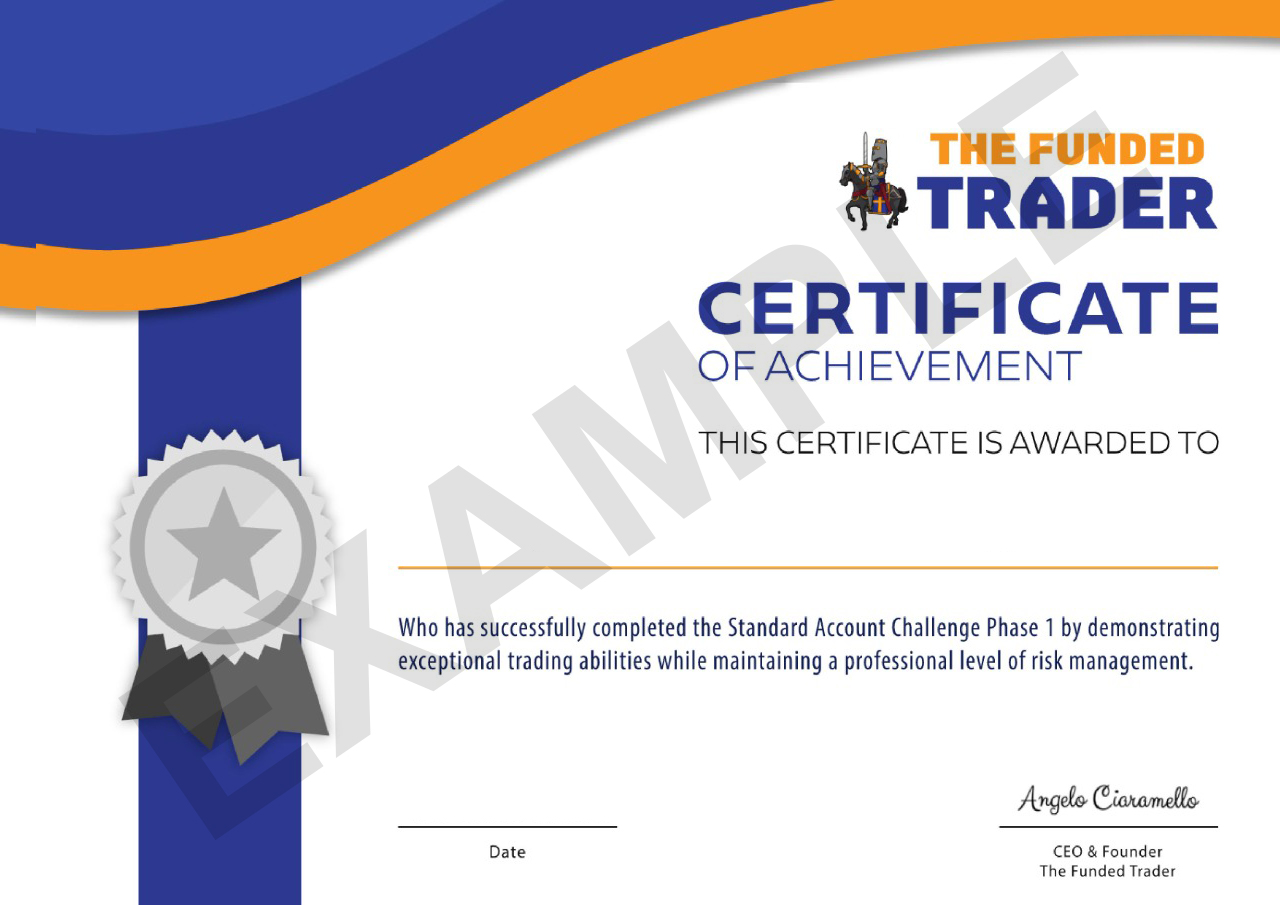 THE FUNDED
TRADER
CERTIFICATE
OF ACHIEVEMENT
THIS CERTIFICATE IS AWARDED TO
EXAMPLE
Who has successfully completed the Standard Account Challenge Phase 1 by demonstrating
exceptional trading abilities while maintaining a professional level of risk management.
Date
Angelo Ciaramello
CEO & Founder
The Funded Trader